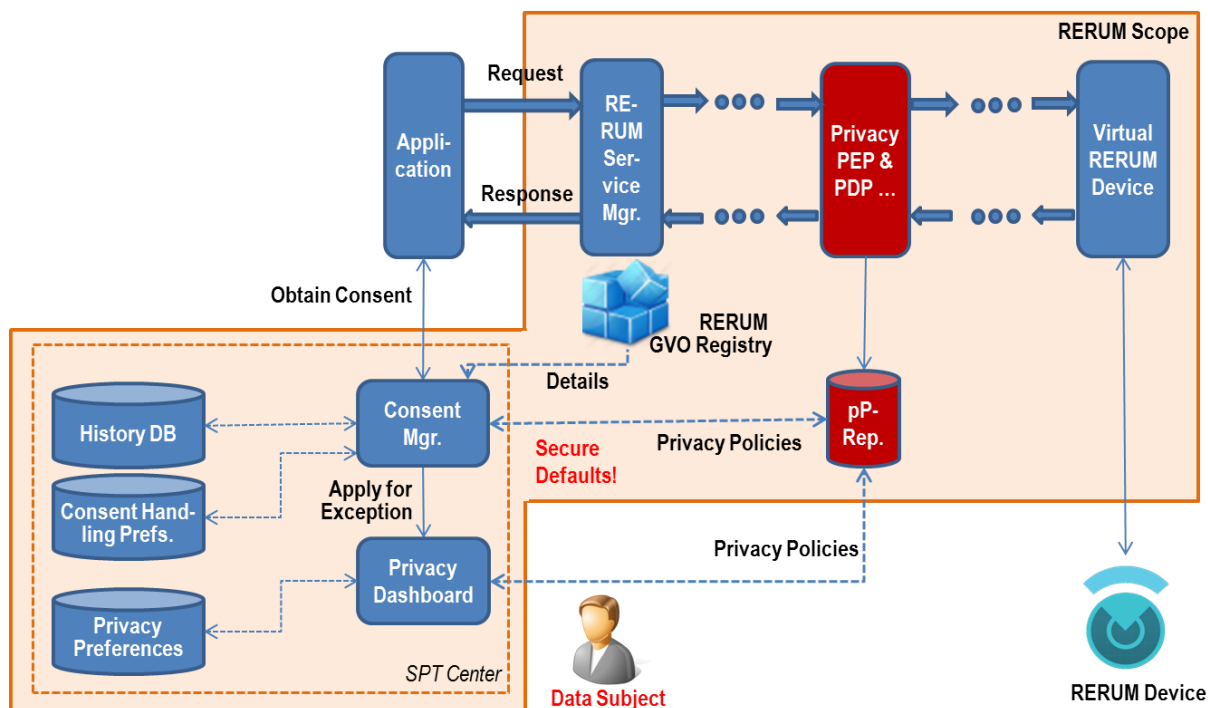 RERUM Scope
Request
Appli-
cation
Response
RE-
RUM
Ser-
vice
Mgr.
Privacy
PEP &
PDP ...
Virtual
RERUM
Device
Obtain Consent
RERUM
GVO Registry
Details
History DB
Consent
Mgr.
Secure
Defaults!
Privacy Policies
pP-
Rep.
Consent Hand-
ling Prefs.
Apply for
Exception
Privacy
Dashboard
Privacy Policies
Privacy
Preferences
SPT Center
Data Subject
RERUM Device